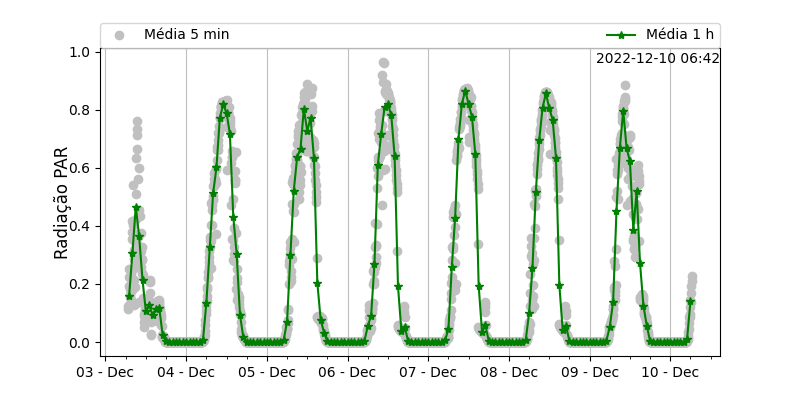 Média 5 min
Média 1 h
2022-12-10 06:42
1.0
0.8
0.6
0.4
0.2
0.0
Radiação PAR
03 - Dec
04 - Dec
05 - Dec
06 - Dec
07 - Dec
08 - Dec
09 - Dec
10 - Dec